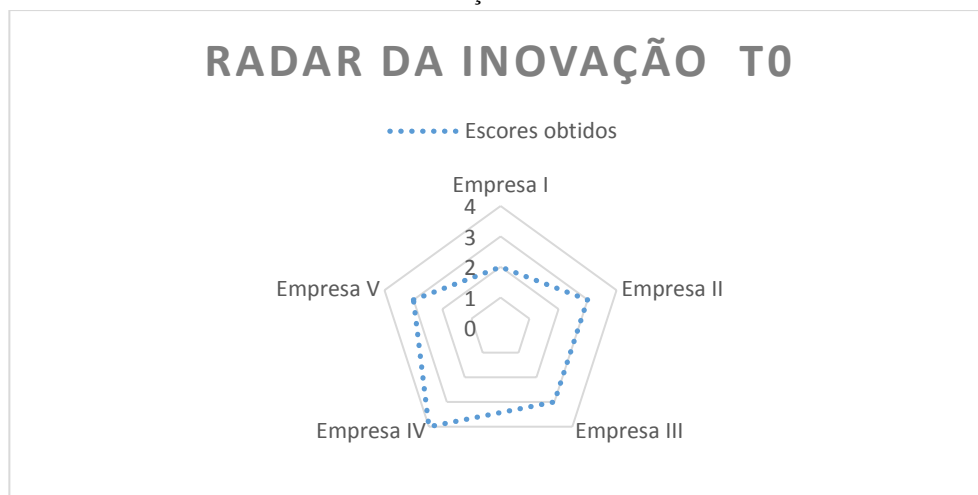 RADAR DA INOVAÇÃO T0
Escores obtidos
Empresa I
4
3
2
1
0
Empresa II
Empresa III
Empresa IV
Empresa V